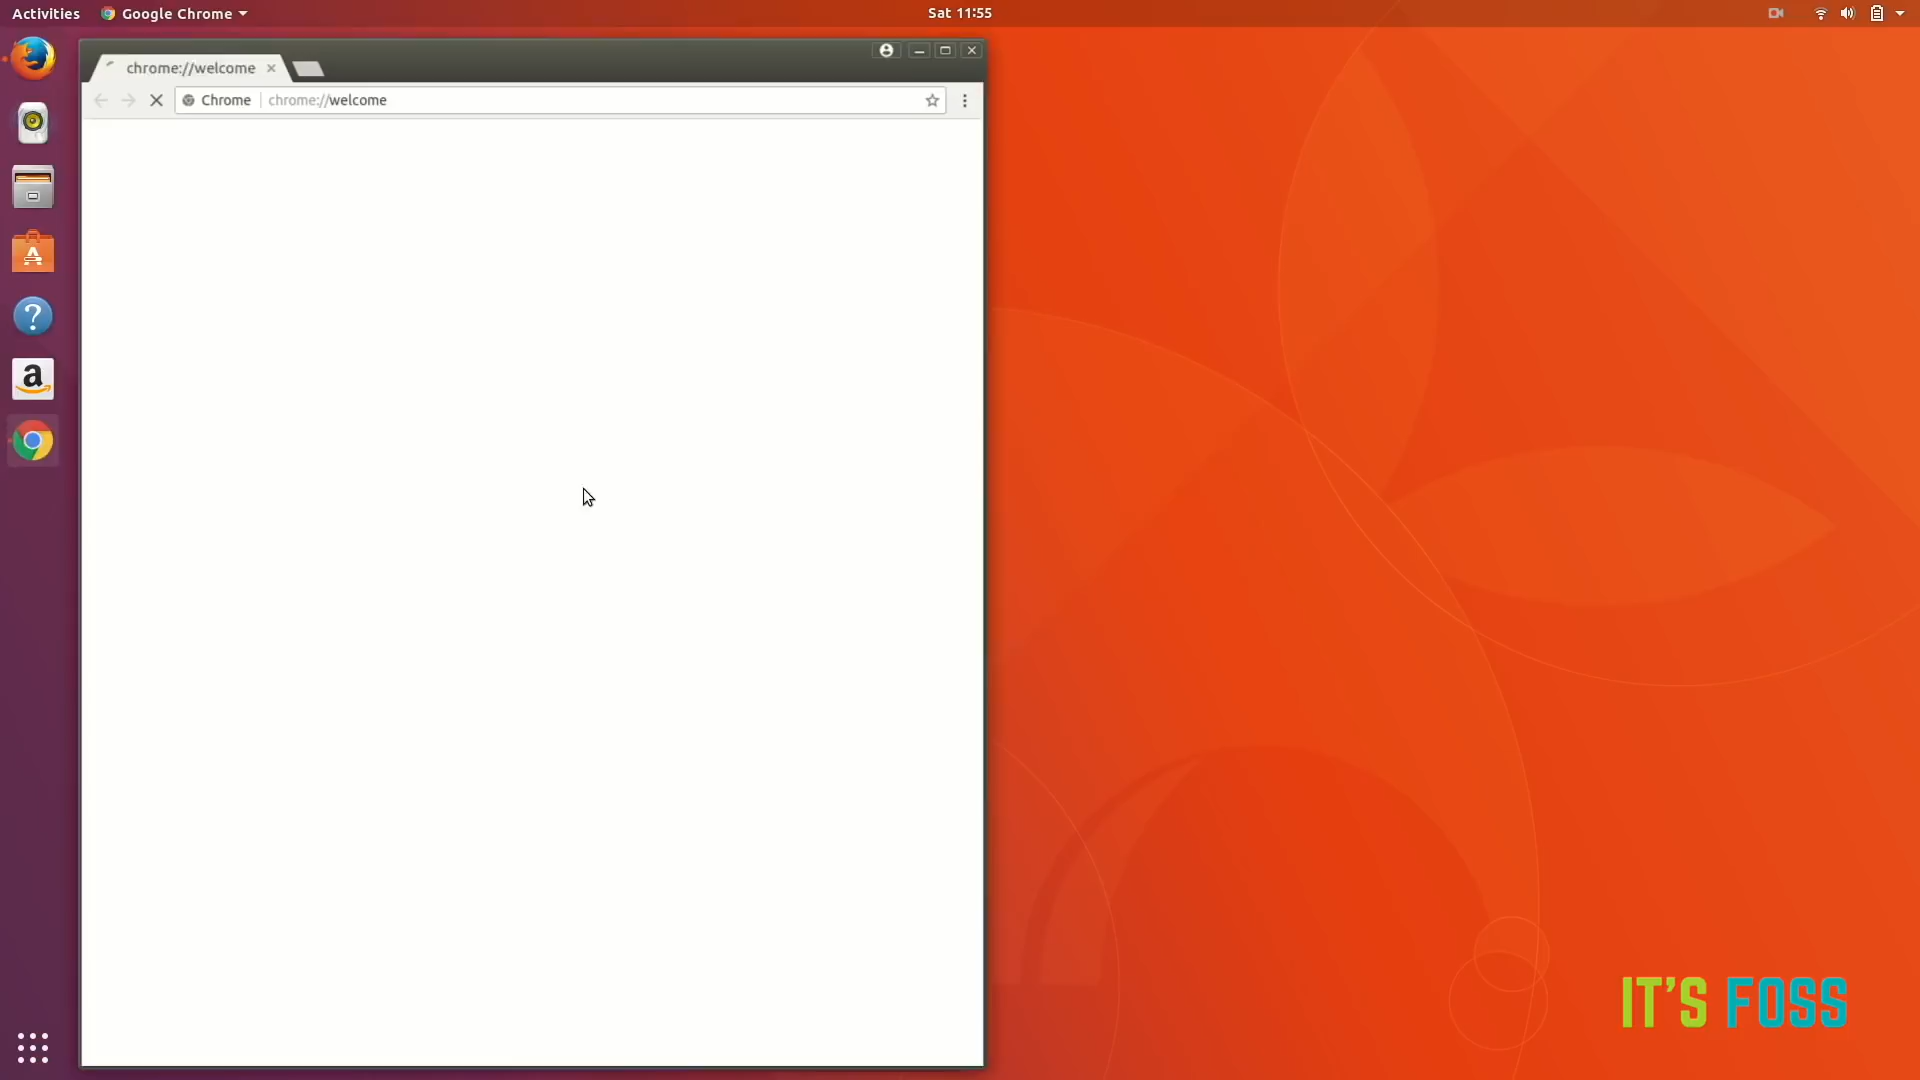 Activities
Google Chrome
Sat 11:55
chrome://welcome
Chrome
chrome://welcome
A
?
a
IT'S FOSS